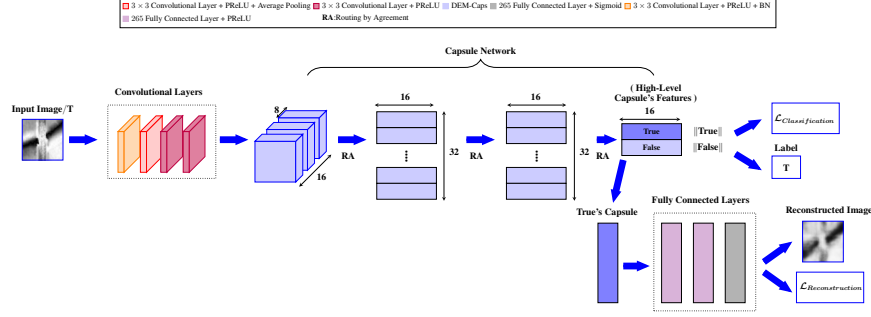 3 × 3 Convolutional Layer + PReLU + Average Pooling 3 × 3 Convolutional Layer + PReLU DEM-Caps 265 Fully Connected Layer + Sigmoid 3 × 3 Convolutional Layer + PReLU + BN
265 Fully Connected Layer + PReLU RA:Routing by Agreement
Capsule Network
Convolutional Layers
( High-Level
Capsule's Features )
Input Image/T
8
16
16
16
16
32
32
RA
RA
RA
True
False
||True||
||False||
ℒ_Classification
Label
T
True's Capsule
Fully Connected Layers
Reconstructed Image
ℒ_Reconstruction